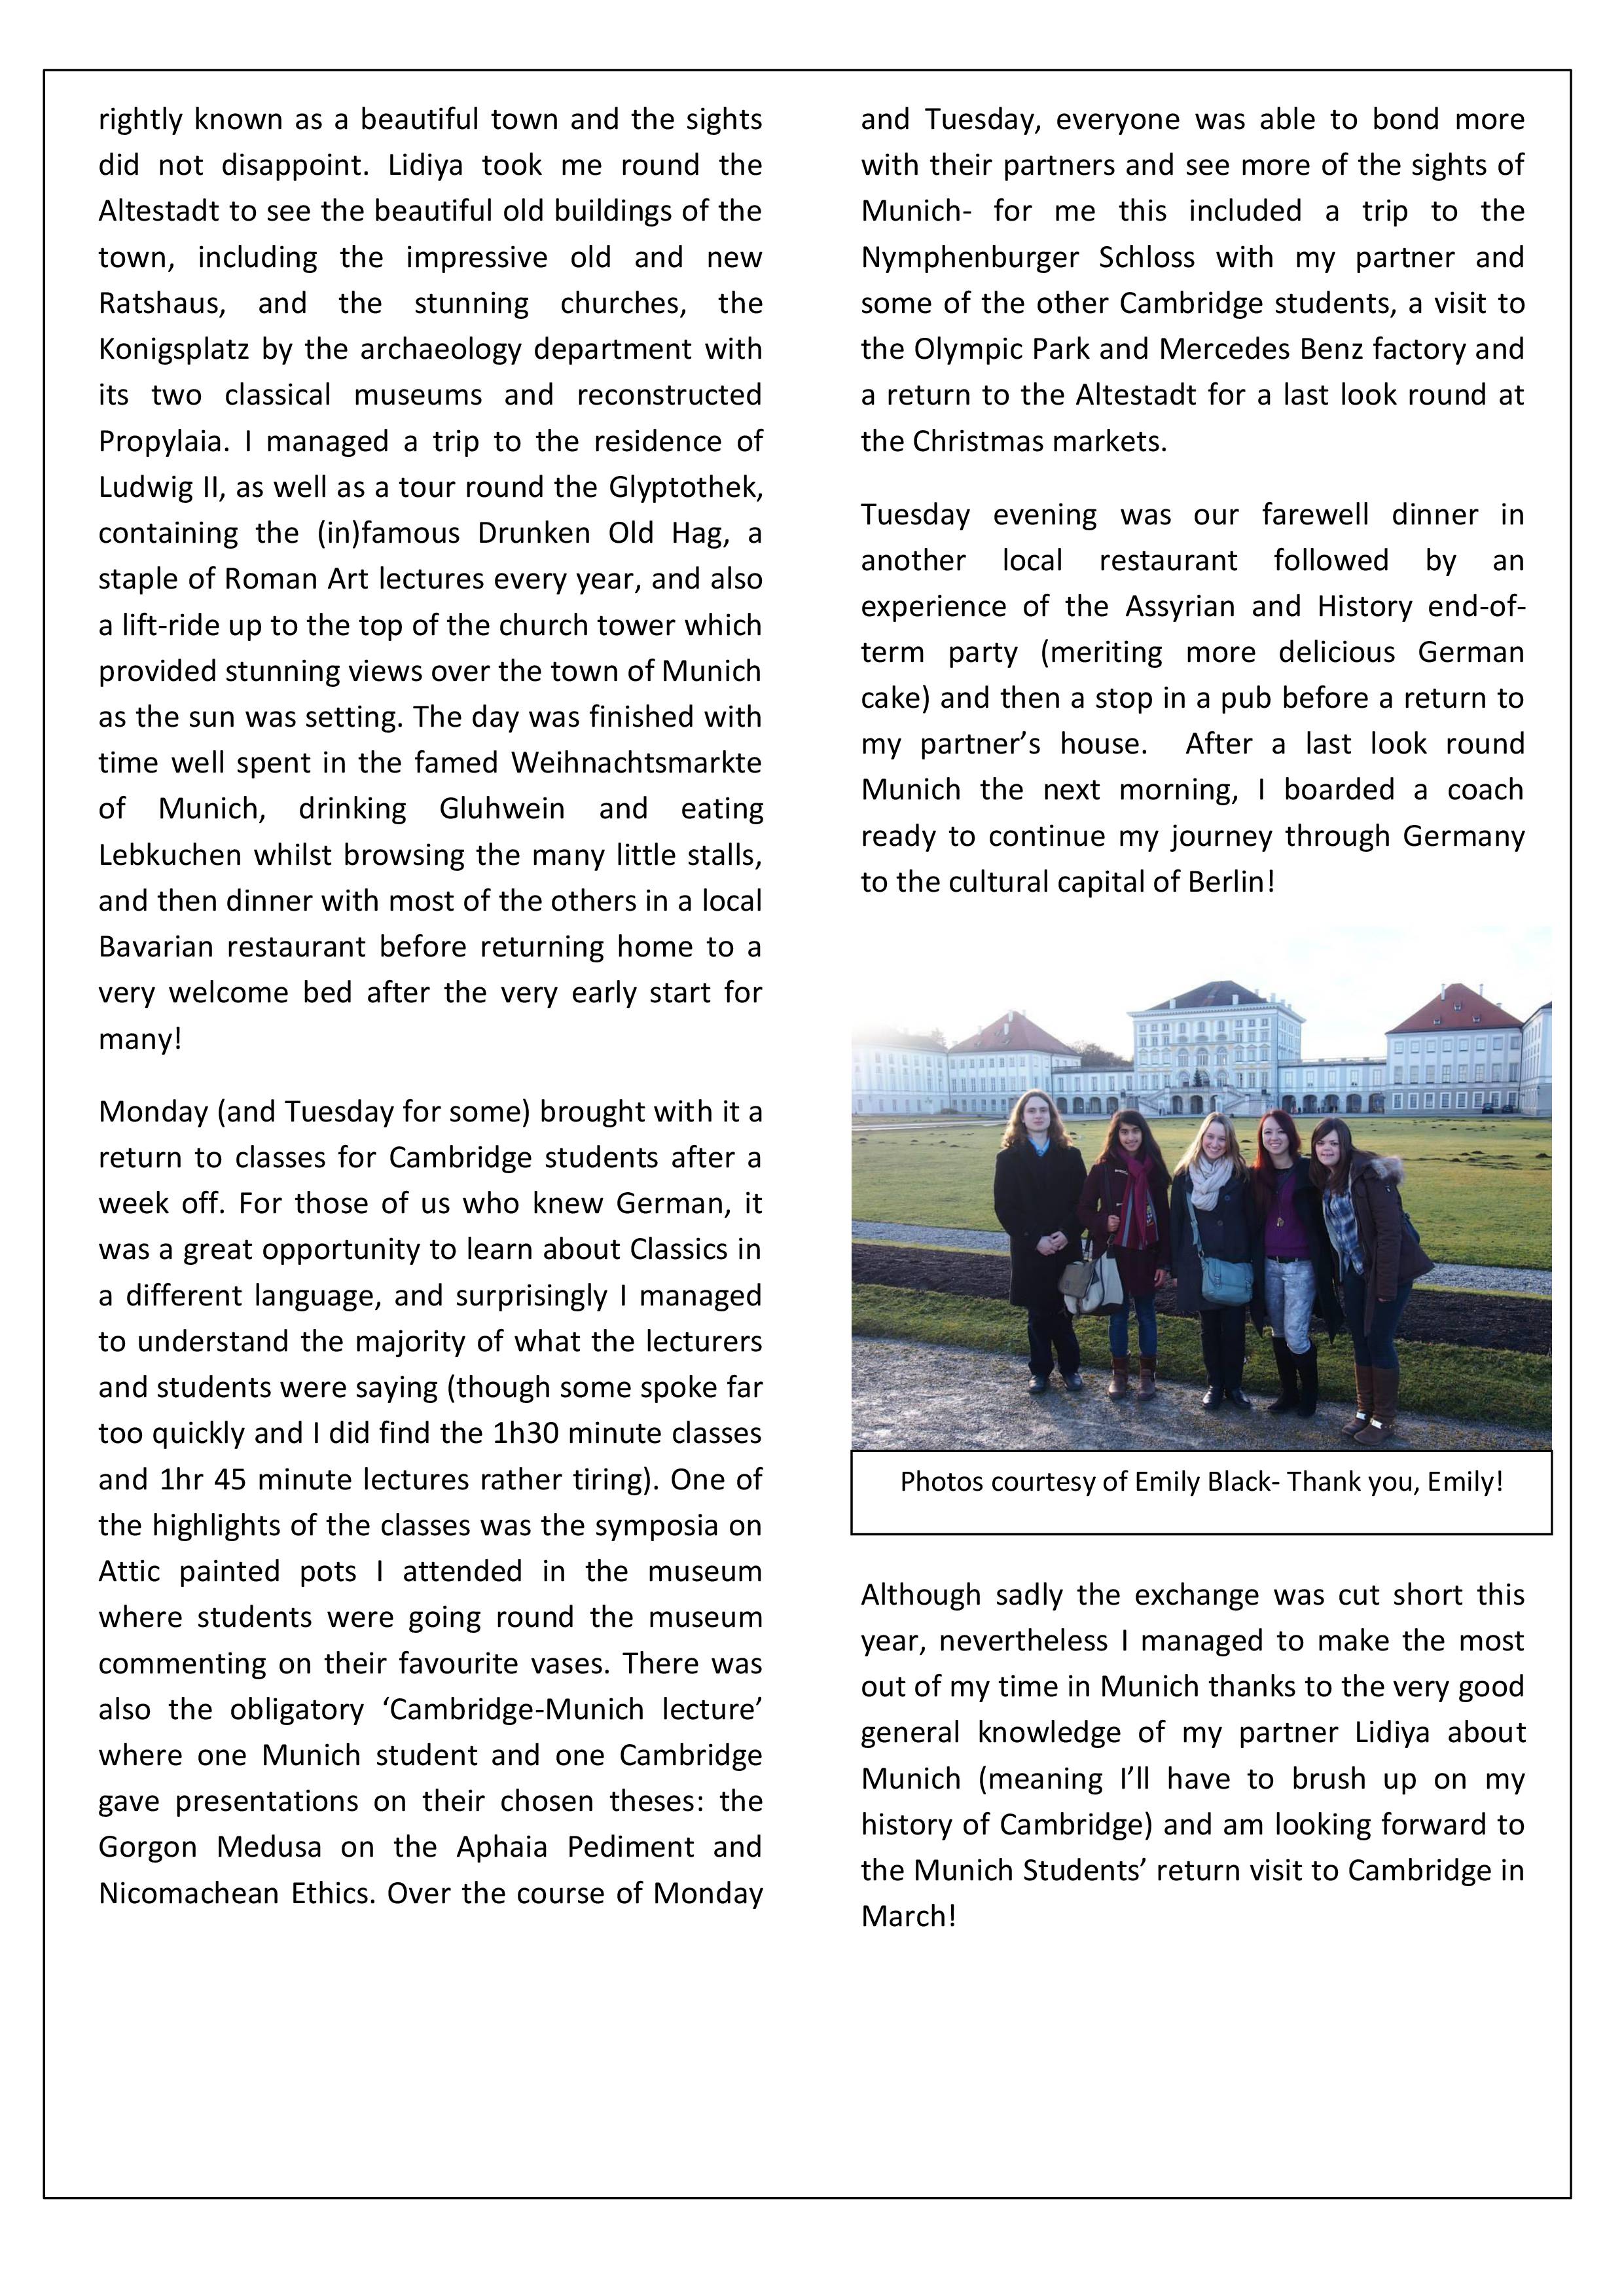 rightly known as a beautiful town and the sights
did not disappoint. Lidiya took me round the
Altestadt to see the beautiful old buildings of the
town, including the impressive old and new
Ratshaus, and the stunning churches, the
Konigsplatz by the archaeology department with
its two classical museums and reconstructed
Propylaia. I managed a trip to the residence of
Ludwig II, as well as a tour round the Glyptothek,
containing the (in)famous Drunken Old Hag, a
staple of Roman Art lectures every year, and also
a lift-ride up to the top of the church tower which
provided stunning views over the town of Munich
as the sun was setting. The day was finished with
time well spent in the famed Weihnachtsmarkte
of Munich, drinking Gluhwein and eating
Lebkuchen whilst browsing the many little stalls,
and then dinner with most of the others in a local
Bavarian restaurant before returning home to a
very welcome bed after the very early start for
many!
Monday (and Tuesday for some) brought with it a
return to classes for Cambridge students after a
week off. For those of us who knew German, it
was a great opportunity to learn about Classics in
a different language, and surprisingly I managed
to understand the majority of what the lecturers
and students were saying (though some spoke far
too quickly and I did find the 1h30 minute classes
and 1hr 45 minute lectures rather tiring). One of
the highlights of the classes was the symposia on
Attic painted pots I attended in the museum
where students were going round the museum
commenting on their favourite vases. There was
also the obligatory ‘Cambridge-Munich lecture’
where one Munich student and one Cambridge
gave presentations on their chosen theses: the
Gorgon Medusa on the Aphaia Pediment and
Nicomachean Ethics. Over the course of Monday
and Tuesday, everyone was able to bond more
with their partners and see more of the sights of
Munich- for me this included a trip to the
Nymphenburger Schloss with my partner and
some of the other Cambridge students, a visit to
the Olympic Park and Mercedes Benz factory and
a return to the Altestadt for a last look round at
the Christmas markets.
Tuesday evening was our farewell dinner in
another local restaurant followed by an
experience of the Assyrian and History end-of-
term party (meriting more delicious German
cake) and then a stop in a pub before a return to
my partner’s house. After a last look round
Munich the next morning, I boarded a coach
ready to continue my journey through Germany
to the cultural capital of Berlin!
Photos courtesy of Emily Black- Thank you, Emily!
Although sadly the exchange was cut short this
year, nevertheless I managed to make the most
out of my time in Munich thanks to the very good
general knowledge of my partner Lidiya about
Munich (meaning I’ll have to brush up on my
history of Cambridge) and am looking forward to
the Munich Students’ return visit to Cambridge in
March!